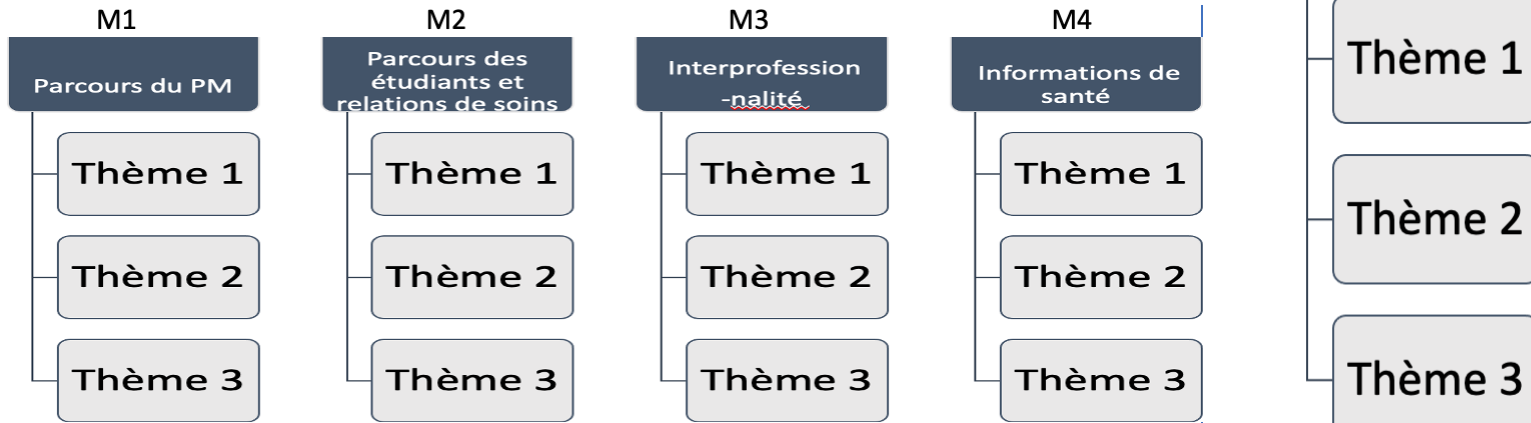 M1
Parcours du PM
Thème 1
Thème 2
Thème 3
M2
Parcours des
étudiants et
relations de soins
Thème 1
Thème 2
Thème 3
M3
Interprofession
-nalité
Thème 1
Thème 2
Thème 3
M4
Informations de
santé
Thème 1
Thème 2
Thème 3
Thème 1
Thème 2
Thème 3